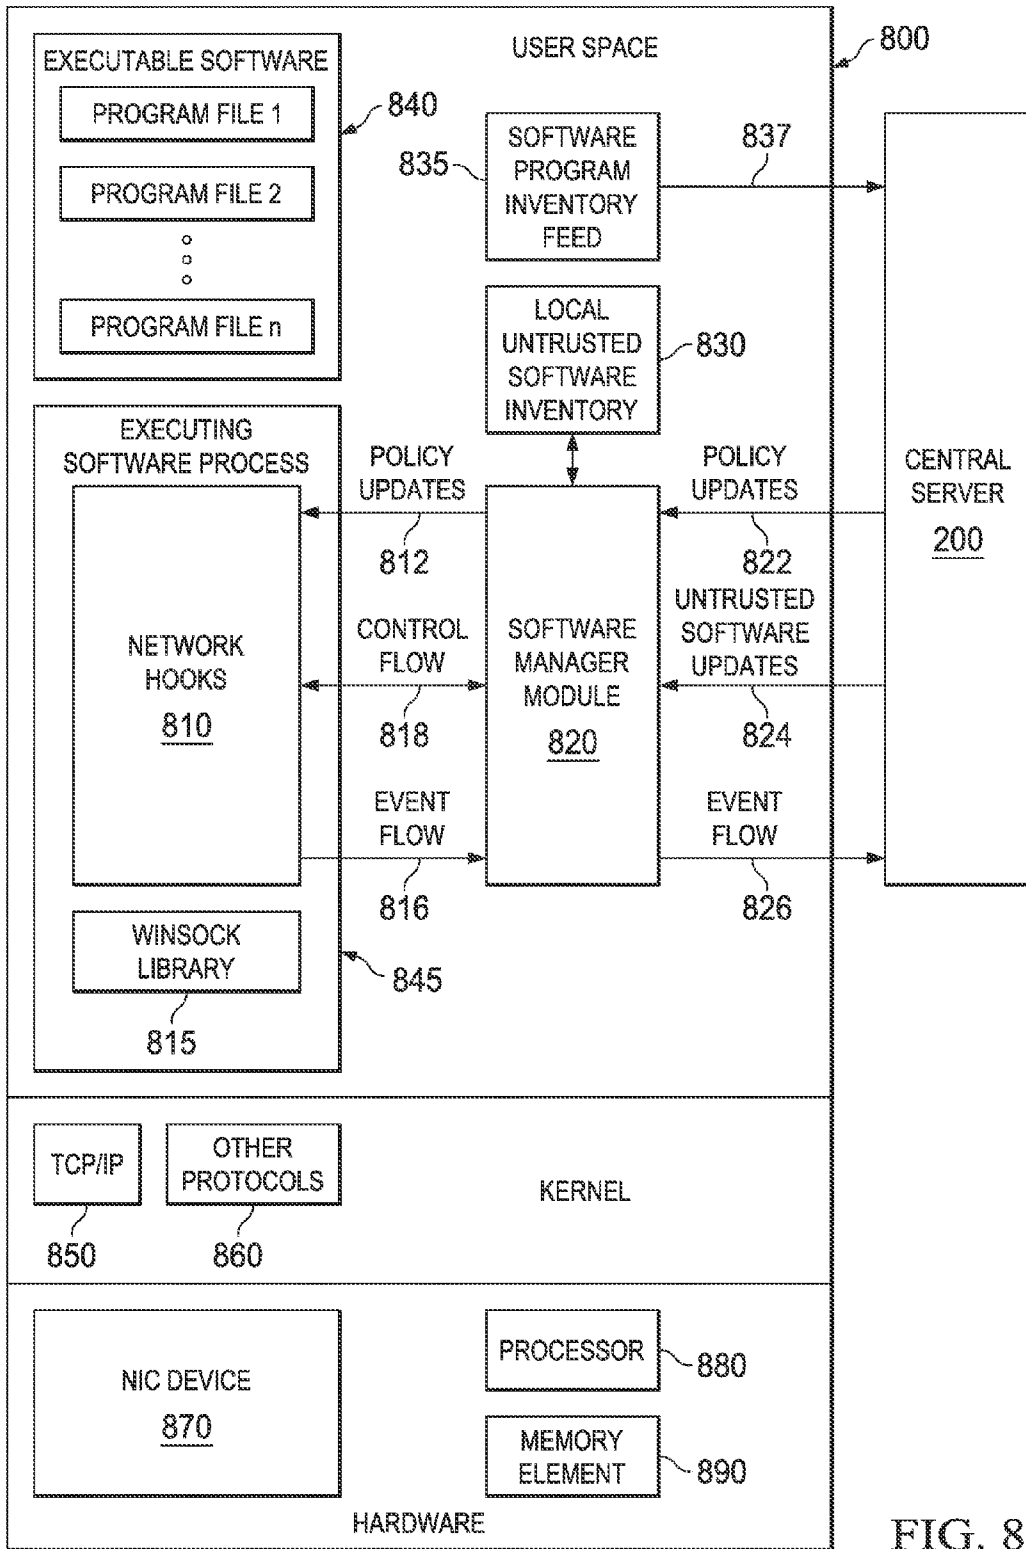 USER SPACE
800
EXECUTABLE SOFTWARE
PROGRAM FILE 1
PROGRAM FILE 2
PROGRAM FILE n
840
835
SOFTWARE
PROGRAM
INVENTORY
FEED
837
LOCAL
UNTRUSTED
SOFTWARE
INVENTORY
830
EXECUTING
SOFTWARE PROCESS
NETWORK
HOOKS
810
WINSOCK
LIBRARY
815
845
POLICY
UPDATES
812
CONTROL
FLOW
818
EVENT
FLOW
816
SOFTWARE
MANAGER
MODULE
820
POLICY
UPDATES
822
UNTRUSTED
SOFTWARE
UPDATES
824
EVENT
FLOW
826
CENTRAL
SERVER
200
TCP/IP
850
OTHER
PROTOCOLS
860
KERNEL
NIC DEVICE
870
PROCESSOR
880
MEMORY
ELEMENT
890
HARDWARE
FIG. 8